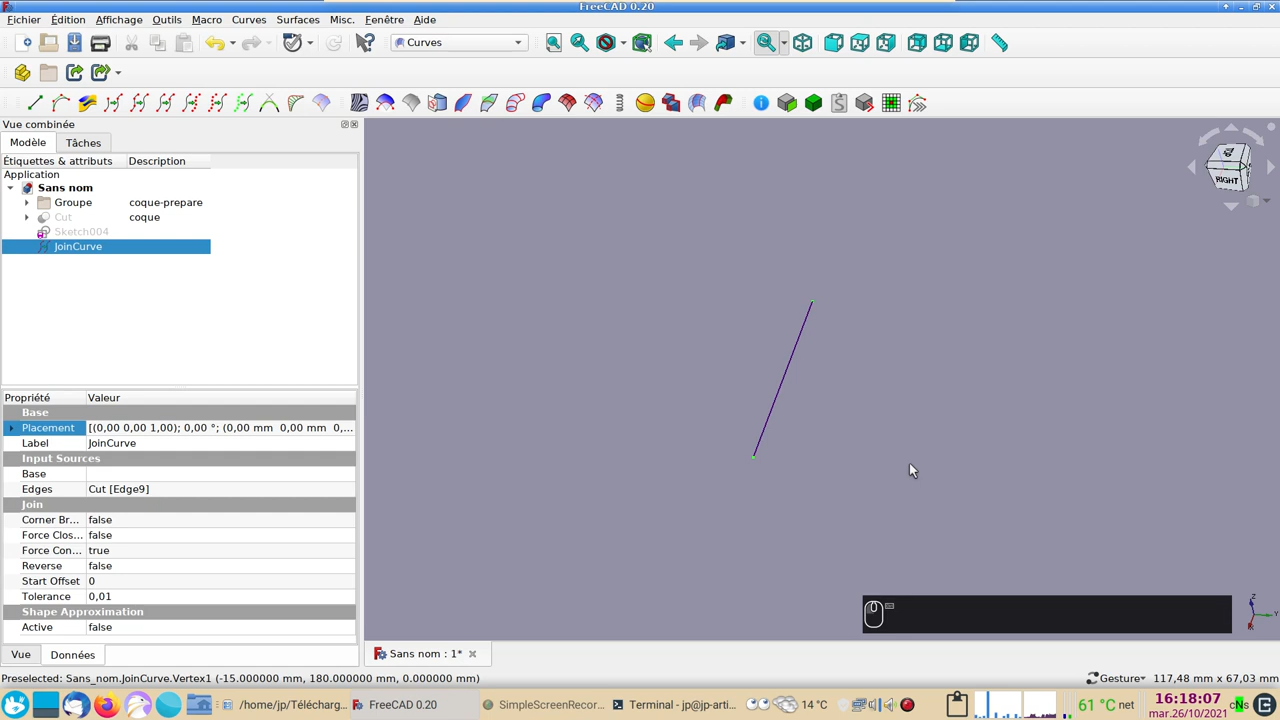 FreeCAD 0.20
Fichier Édition Affichage Outils Macro Curves Surfaces Misc. Fenêtre Aide
Curves
Vue combinée
Modèle Tâches
Étiquettes & attributs Description
Application
Sans nom
Groupe coque-prepare
Cut coque
Sketch004
JoinCurve
RIGHT
Propriété Valeur
Base
Placement [(0,00 0,00 1,00); 0,00 °; (0,00 mm 0,00 mm 0,...
Label JoinCurve
Input Sources
Base
Edges Cut [Edge9]
Join
Corner Br... false
Force Clos... false
Force Con... true
Reverse false
Start Offset 0
Tolerance 0,01
Shape Approximation
Active false
Z
Y
Vue Données
Sans nom : 1*
Preselected: Sans_nom.JoinCurve.Vertex1 (-15.000000 mm, 180.000000 mm, 0.000000 mm)
Gesture 117,48 mm x 67,03 mm
/home/jp/Télécharg... FreeCAD 0.20 SimpleScreenRecor... Terminal - jp@jp-arti... 14 °C 61 °C net 16:18:07
mar.26/10/2021